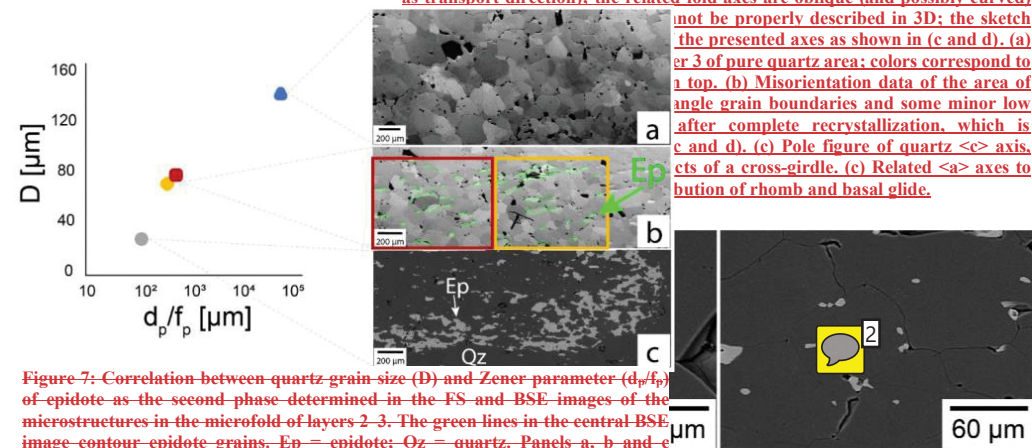 as transport direction), the related fold axes are oblique (and possibly curved)
not be properly described in 3D; the sketch
the presented axes as shown in (c and d). (a)
er 3 of pure quartz area; colors correspond to
n top. (b) Misorientation data of the area of
angle grain boundaries and some minor low
after complete recrystallization, which is
c and d). (c) Pole figure of quartz <c> axis,
cts of a cross-girdle. (c) Related <a> axes to
bution of rhomb and basal glide.
160
120
80
40
0
D [µm]
10 10² 10³ 10⁴ 10⁵
dₚ/fₚ [µm]
200 µm
a
Ep
200 µm
b
Ep
200 µm
Qz
c
2
µm
60 µm
Figure 7: Correlation between quartz grain size (D) and Zener parameter (dₚ/fₚ)
of epidote as the second phase determined in the FS and BSE images of the
microstructures in the microfold of layers 2–3. The green lines in the central BSE
image contour epidote grains. Ep = epidote; Qz = quartz. Panels a, b and c